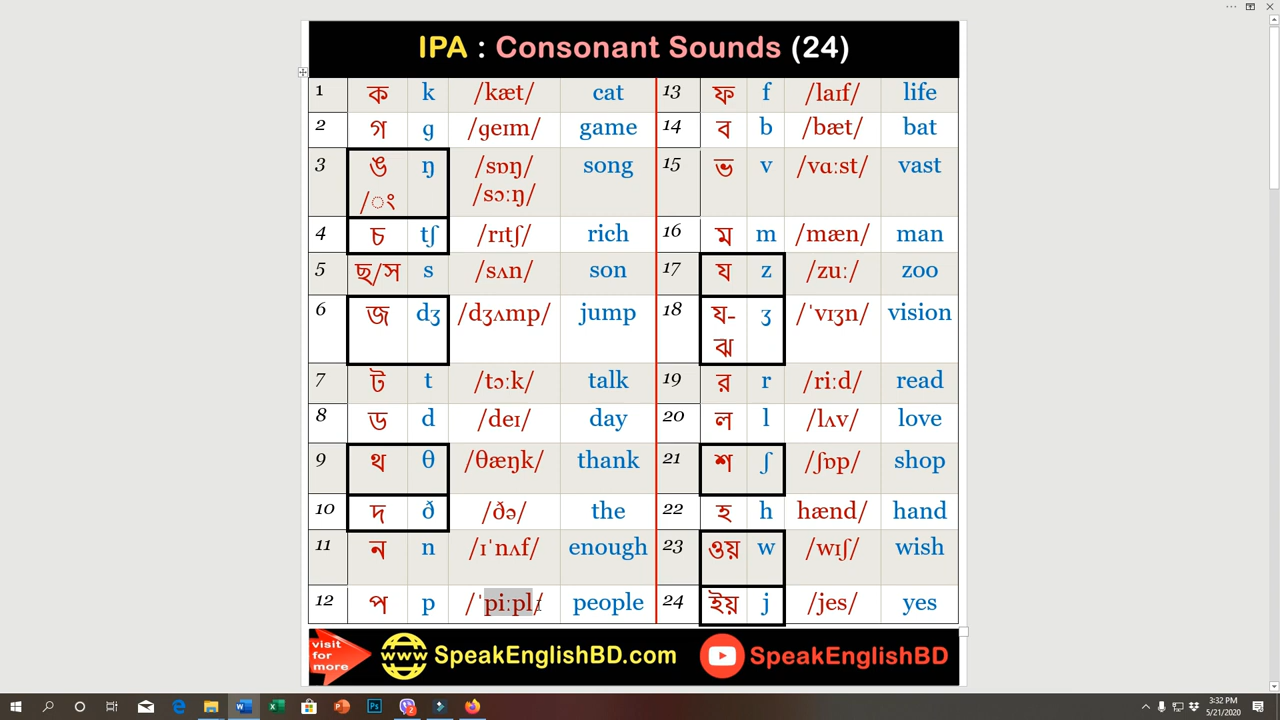 IPA : Consonant Sounds (24)
1 ক k /kæt/ cat 13 ফ f /laɪf/ life
2 গ ɡ /ɡeɪm/ game 14 ব b /bæt/ bat
3 ঙ ŋ /sɒŋ/ song 15 ভ v /vɑːst/ vast
/ং /sɔːŋ/
4 চ tʃ /rɪtʃ/ rich 16 ম m /mæn/ man
5 ছ/স s /sʌn/ son 17 য z /zuː/ zoo
6 জ dʒ /dʒʌmp/ jump 18 য- ʒ /ˈvɪʒn/ vision
ঝ
7 ট t /tɔːk/ talk 19 র r /riːd/ read
8 ড d /deɪ/ day 20 ল l /lʌv/ love
9 থ θ /θæŋk/ thank 21 শ ʃ /ʃɒp/ shop
10 দ ð /ðə/ the 22 হ h hænd/ hand
11 ন n /ɪˈnʌf/ enough 23 ওয় w /wɪʃ/ wish
12 প p /ˈpiːpl/ people 24 ইয় j /jes/ yes
visit
for
more
www SpeakEnglishBD.com SpeakEnglishBD
3:32 PM
5/21/2020